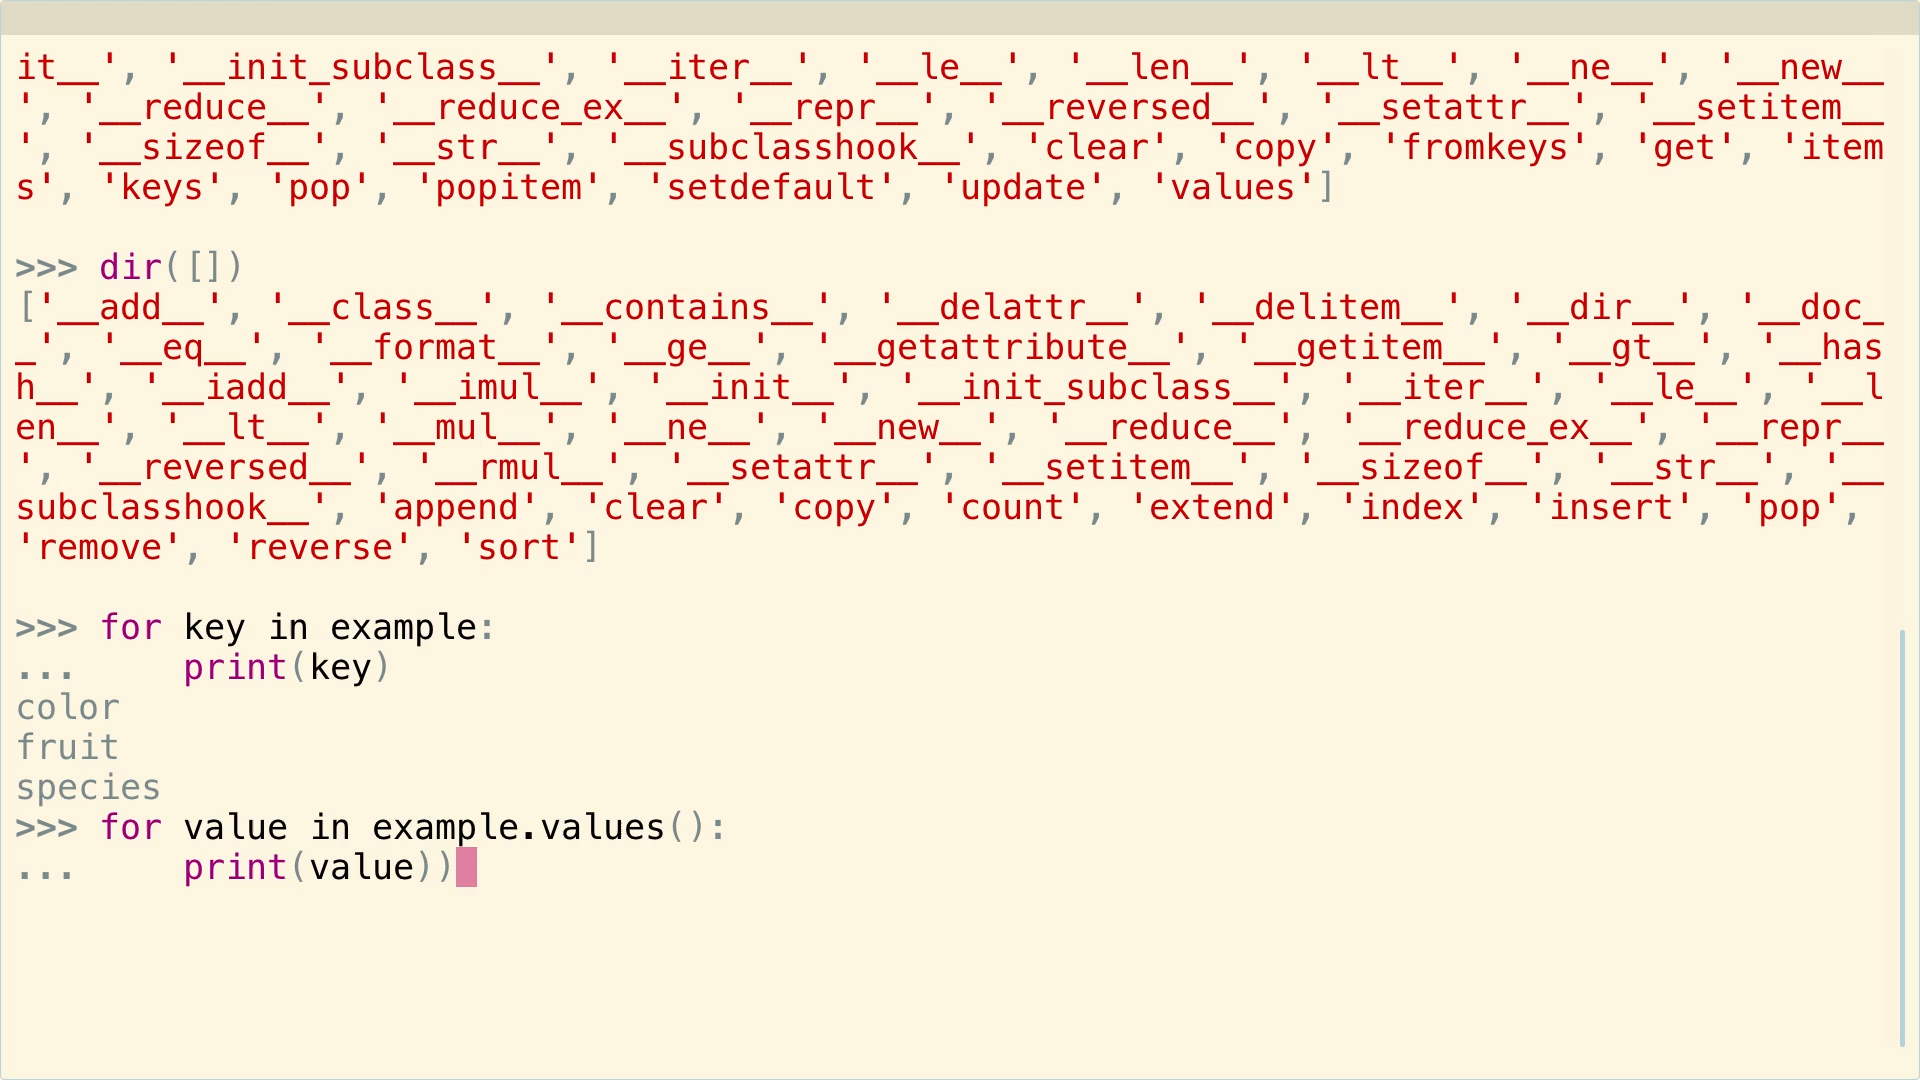 it__', '__init_subclass__', '__iter__', '__le__', '__len__', '__lt__', '__ne__', '__new__
', '__reduce__', '__reduce_ex__', '__repr__', '__reversed__', '__setattr__', '__setitem__
', '__sizeof__', '__str__', '__subclasshook__', 'clear', 'copy', 'fromkeys', 'get', 'item
s', 'keys', 'pop', 'popitem', 'setdefault', 'update', 'values']
>>> dir([])
['__add__', '__class__', '__contains__', '__delattr__', '__delitem__', '__dir__', '__doc_
_', '__eq__', '__format__', '__ge__', '__getattribute__', '__getitem__', '__gt__', '__has
h__', '__iadd__', '__imul__', '__init__', '__init_subclass__', '__iter__', '__le__', '__l
en__', '__lt__', '__mul__', '__ne__', '__new__', '__reduce__', '__reduce_ex__', '__repr__
', '__reversed__', '__rmul__', '__setattr__', '__setitem__', '__sizeof__', '__str__', '__
subclasshook__', 'append', 'clear', 'copy', 'count', 'extend', 'index', 'insert', 'pop',
'remove', 'reverse', 'sort']
>>> for key in example:
...     print(key)
color
fruit
species
>>> for value in example.values():
...     print(value))